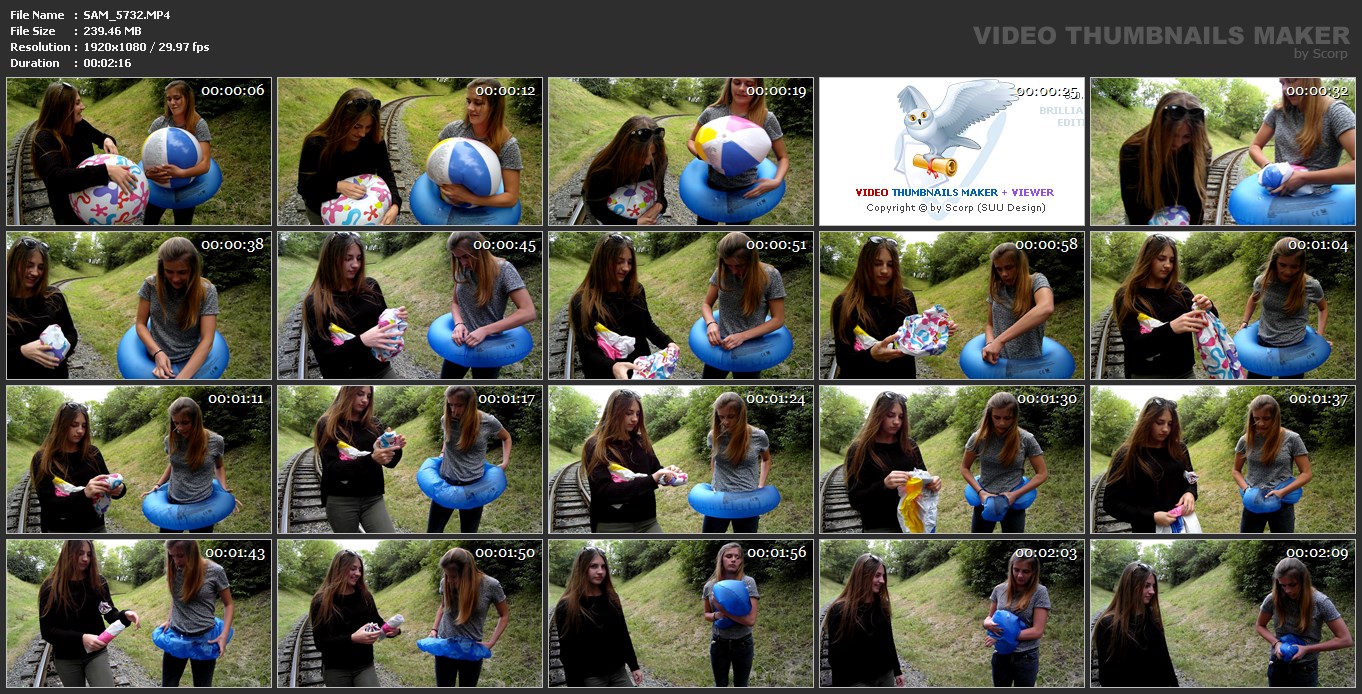 File Name : SAM_5732.MP4
File Size : 239.46 MB
Resolution : 1920x1080 / 29.97 fps
Duration : 00:02:16
VIDEO THUMBNAILS MAKER
by Scorp
00:00:06
00:00:12
00:00:19
00:00:25
BRILLIA
EDITI
VIDEO THUMBNAILS MAKER + VIEWER
Copyright © by Scorp (SUU Design)
00:00:32
00:00:38
00:00:45
00:00:51
00:00:58
00:01:04
00:01:11
00:01:17
00:01:24
00:01:30
00:01:37
00:01:43
00:01:50
00:01:56
00:02:03
00:02:09